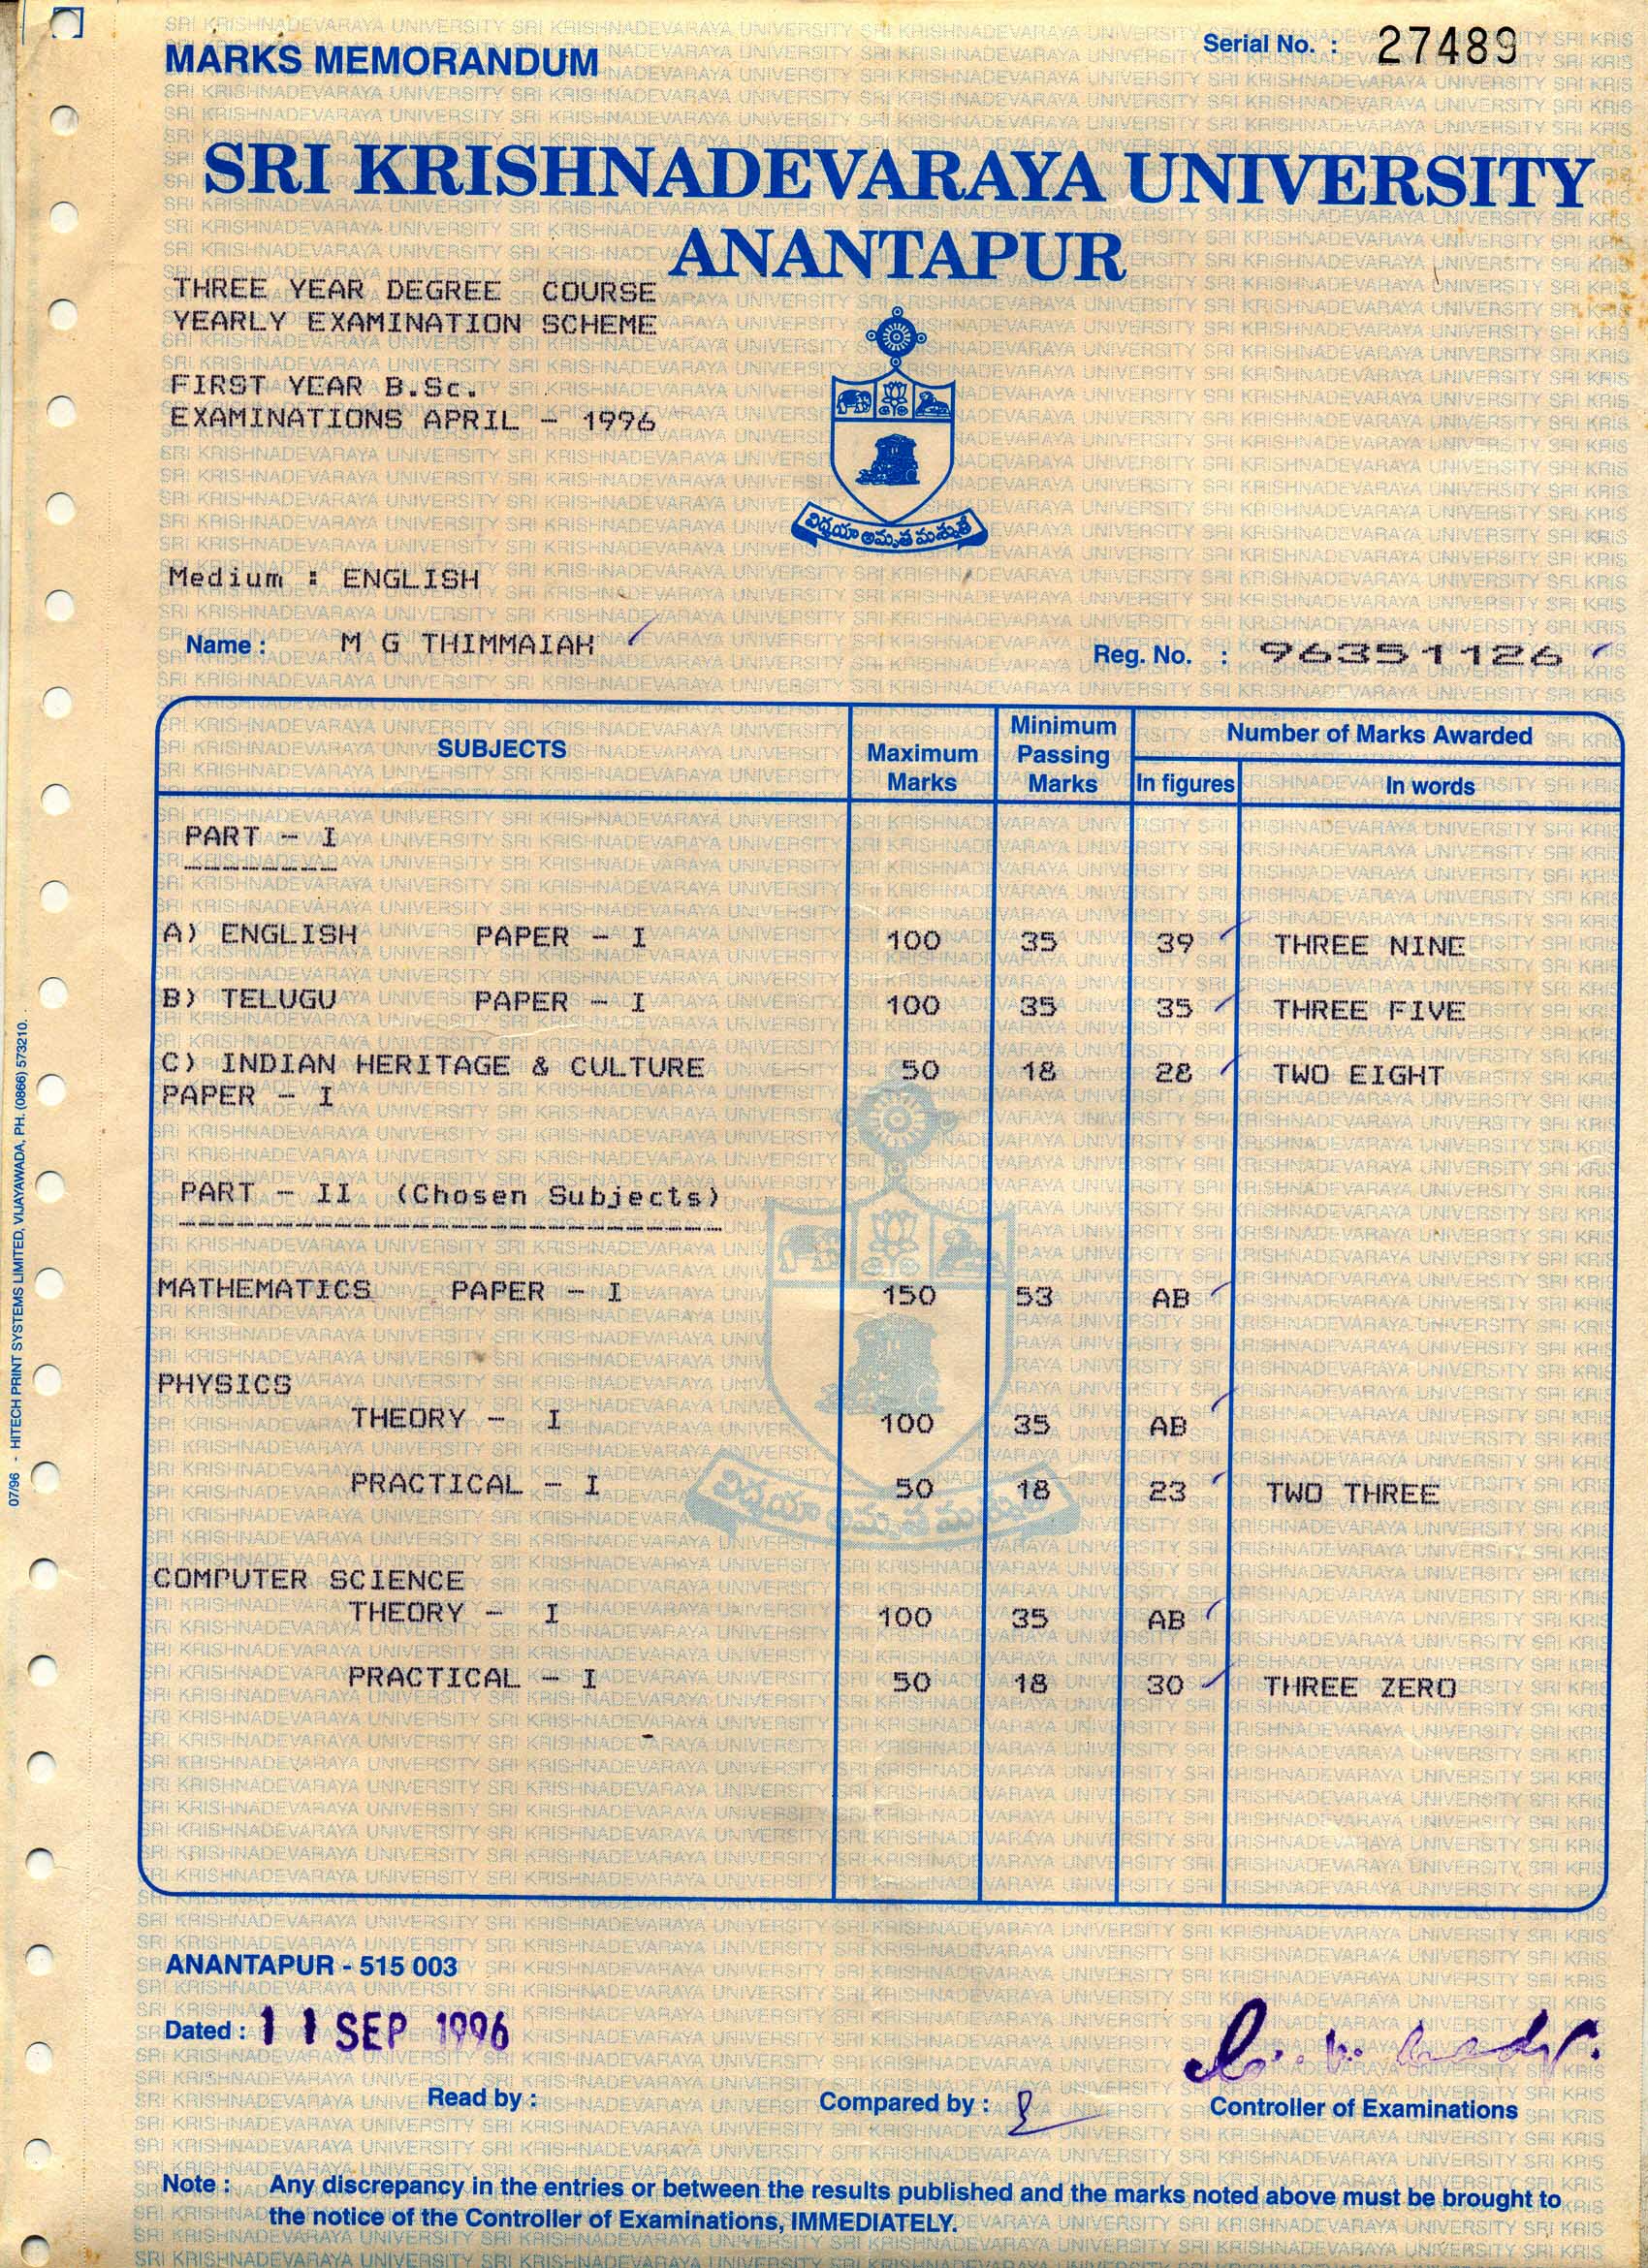 MARKS MEMORANDUM
Serial No. : 27489
SRI KRISHNADEVARAYA UNIVERSITY
ANANTAPUR
THREE YEAR DEGREE COURSE
YEARLY EXAMINATION SCHEME
FIRST YEAR B.Sc.
EXAMINATIONS APRIL - 1996
విద్యయా అమృత మశ్నుతే
Medium : ENGLISH
Name : M G THIMMAIAH
Reg. No. : 96351126
SUBJECTS Maximum Marks Minimum Passing Marks Number of Marks Awarded
In figures In words
PART - I
A) ENGLISH PAPER - I 100 35 39 THREE NINE
B) TELUGU PAPER - I 100 35 35 THREE FIVE
C) INDIAN HERITAGE & CULTURE 50 18 28 TWO EIGHT
PAPER - I
PART - II (Chosen Subjects)
MATHEMATICS PAPER - I 150 53 AB
PHYSICS
THEORY - I 100 35 AB
PRACTICAL - I 50 18 23 TWO THREE
COMPUTER SCIENCE
THEORY - I 100 35 AB
PRACTICAL - I 50 18 30 THREE ZERO
ANANTAPUR - 515 003
Dated : 11 SEP 1996
Read by :
Compared by :
Controller of Examinations
Note : Any discrepancy in the entries or between the results published and the marks noted above must be brought to
the notice of the Controller of Examinations, IMMEDIATELY.
07/96 - HITECH PRINT SYSTEMS LIMITED, VIJAYAWADA, PH. (0866) 573210.